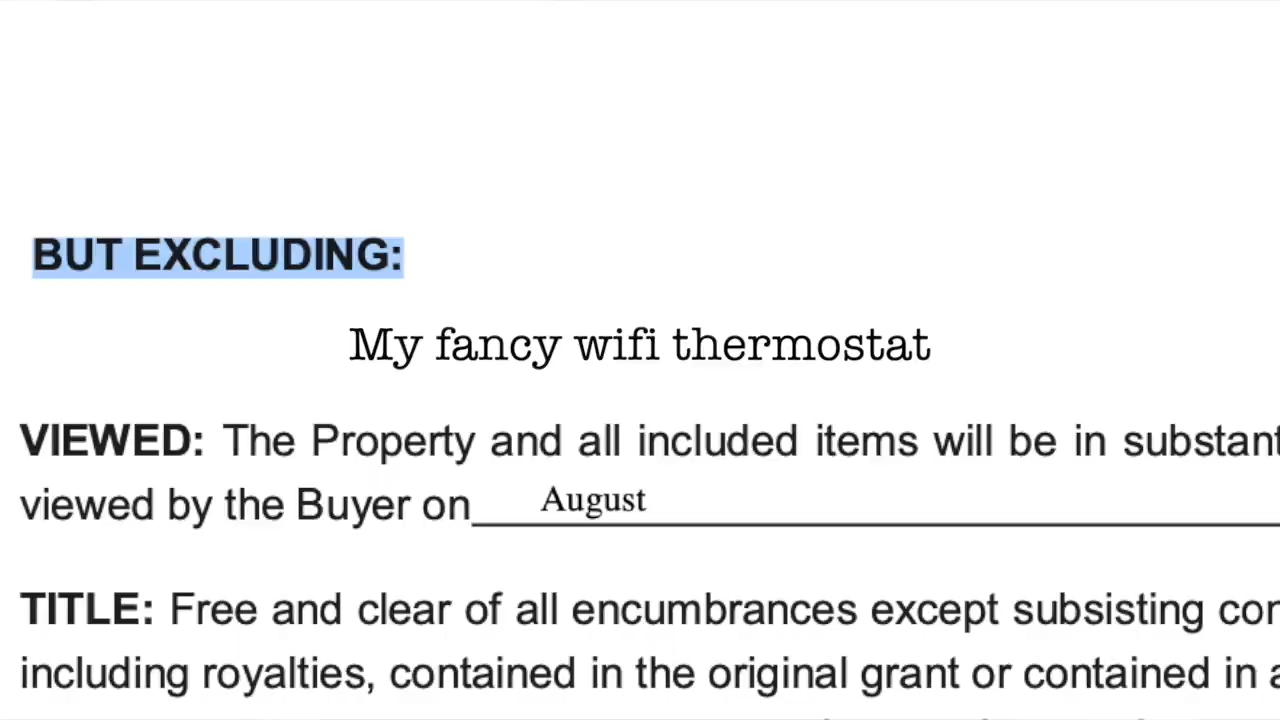 BUT EXCLUDING:
My fancy wifi thermostat
VIEWED: The Property and all included items will be in
viewed by the Buyer on August
TITLE: Free and clear of all encumbrances except subsisting
including royalties, contained in the original grant or contained in